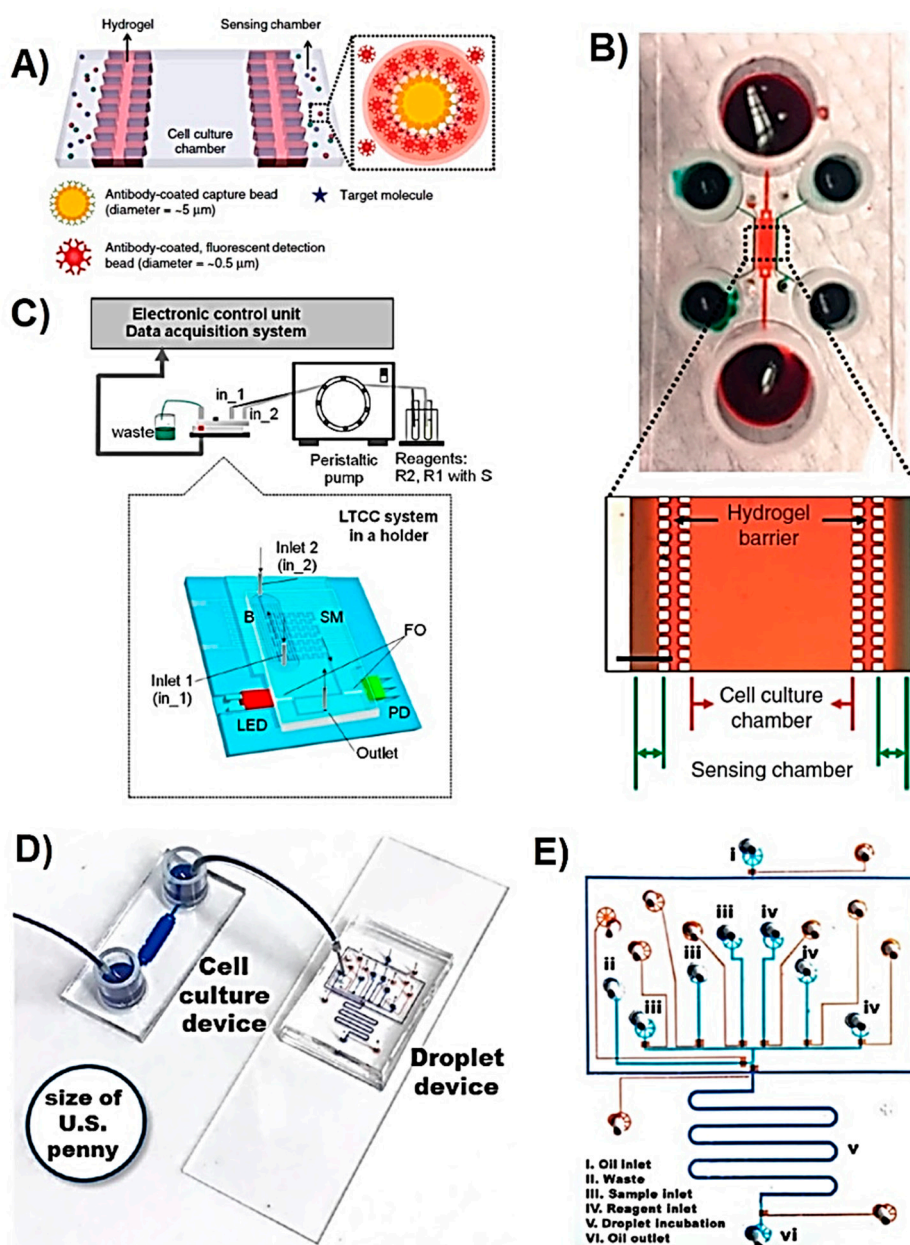 A)
Hydrogel
Sensing chamber
Cell culture
chamber
Antibody-coated capture bead
(diameter = ~5 μm)
Target molecule
Antibody-coated, fluorescent detection
bead (diameter = ~0.5 μm)
B)
Hydrogel
barrier
Cell culture
chamber
Sensing chamber
C)
Electronic control unit
Data acquisition system
in_1
in_2
waste
Peristaltic
pump
Reagents:
R2, R1 with S
LTCC system
in a holder
Inlet 2
(in_2)
B
SM
FO
Inlet 1
(in_1)
LED
PD
Outlet
D)
Cell
culture
device
Droplet
device
size of
U.S.
penny
E)
i
iii
iv
ii
iii
iv
iii
iv
v
I. Oil inlet
II. Waste
III. Sample inlet
IV. Reagent inlet
V. Droplet incubation
VI. Oil outlet
vi